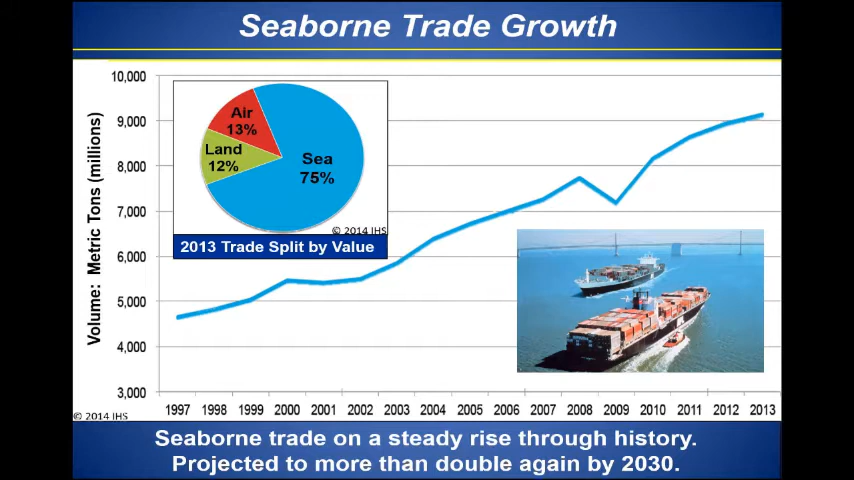 Seaborne Trade Growth
Volume: Metric Tons (millions)
10,000
9,000
8,000
7,000
6,000
5,000
4,000
3,000
Air
13%
Land
12%
Sea
75%
© 2014 IHS
2013 Trade Split by Value
1997 1998 1999 2000 2001 2002 2003 2004 2005 2006 2007 2008 2009 2010 2011 2012 2013
© 2014 IHS
Seaborne trade on a steady rise through history.
Projected to more than double again by 2030.